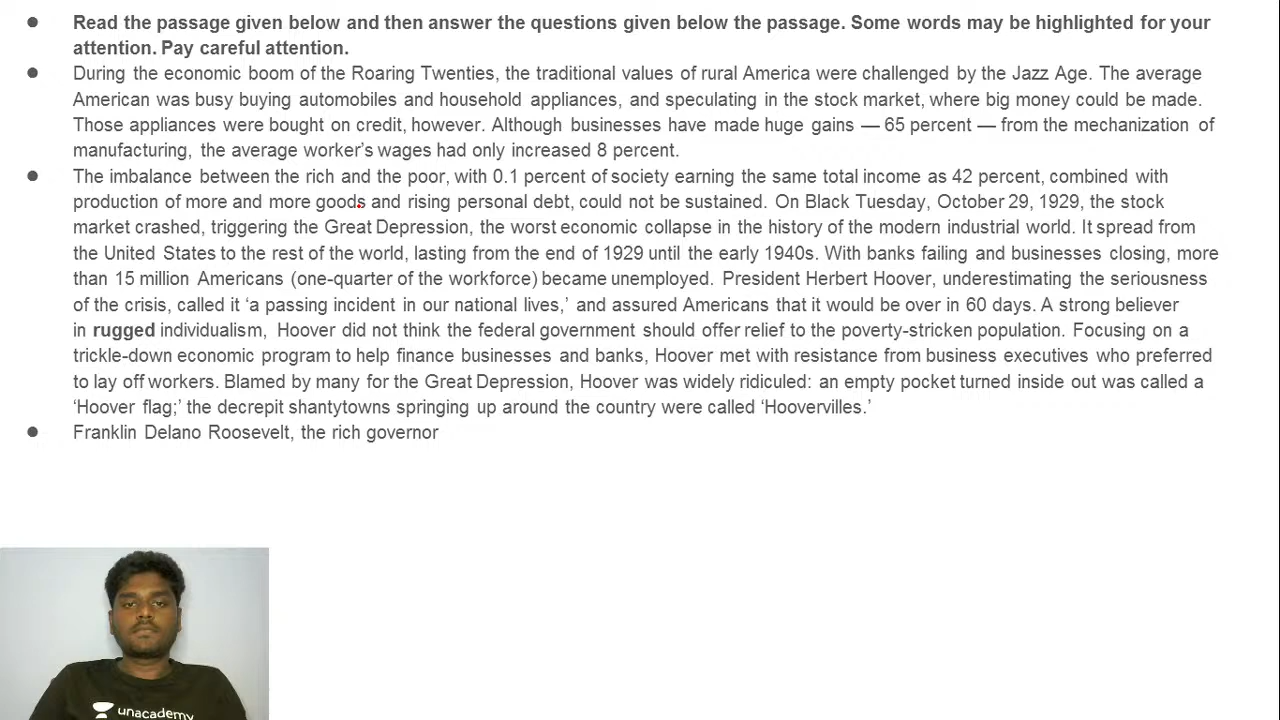 ● Read the passage given below and then answer the questions given below the passage. Some words may be highlighted for your
attention. Pay careful attention.
● During the economic boom of the Roaring Twenties, the traditional values of rural America were challenged by the Jazz Age. The average
American was busy buying automobiles and household appliances, and speculating in the stock market, where big money could be made.
Those appliances were bought on credit, however. Although businesses have made huge gains — 65 percent — from the mechanization of
manufacturing, the average worker’s wages had only increased 8 percent.
● The imbalance between the rich and the poor, with 0.1 percent of society earning the same total income as 42 percent, combined with
production of more and more goods and rising personal debt, could not be sustained. On Black Tuesday, October 29, 1929, the stock
market crashed, triggering the Great Depression, the worst economic collapse in the history of the modern industrial world. It spread from
the United States to the rest of the world, lasting from the end of 1929 until the early 1940s. With banks failing and businesses closing, more
than 15 million Americans (one-quarter of the workforce) became unemployed. President Herbert Hoover, underestimating the seriousness
of the crisis, called it ‘a passing incident in our national lives,’ and assured Americans that it would be over in 60 days. A strong believer
in rugged individualism, Hoover did not think the federal government should offer relief to the poverty-stricken population. Focusing on a
trickle-down economic program to help finance businesses and banks, Hoover met with resistance from business executives who preferred
to lay off workers. Blamed by many for the Great Depression, Hoover was widely ridiculed: an empty pocket turned inside out was called a
‘Hoover flag;’ the decrepit shantytowns springing up around the country were called ‘Hoovervilles.’
● Franklin Delano Roosevelt, the rich governor
unacademy